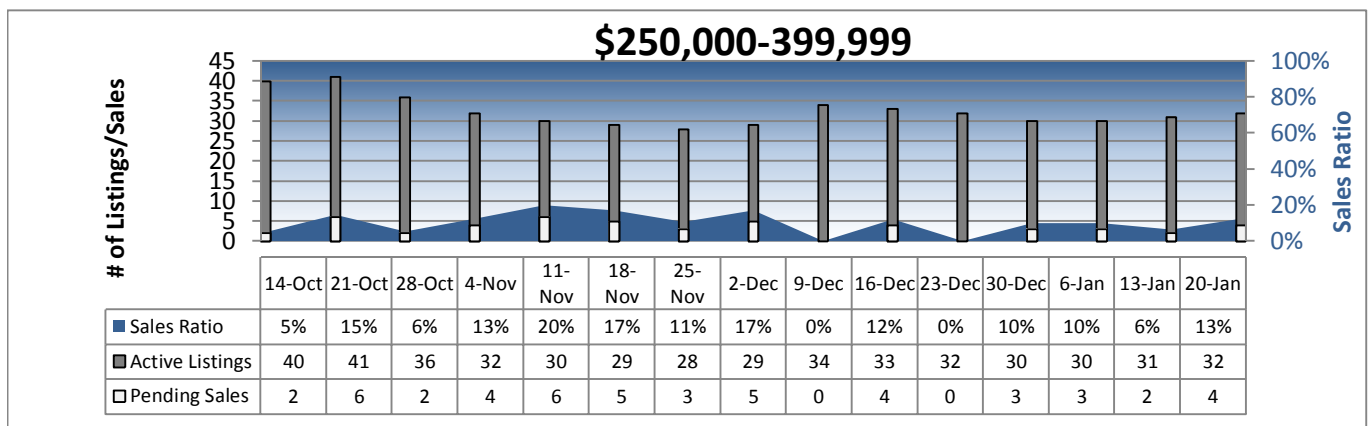 $250,000-399,999
# of Listings/Sales
45
40
35
30
25
20
15
10
5
0
100%
80%
60%
40%
20%
0%
Sales Ratio
14-Oct 21-Oct 28-Oct 4-Nov 11-Nov 18-Nov 25-Nov 2-Dec 9-Dec 16-Dec 23-Dec 30-Dec 6-Jan 13-Jan 20-Jan
Sales Ratio 5% 15% 6% 13% 20% 17% 11% 17% 0% 12% 0% 10% 10% 6% 13%
Active Listings 40 41 36 32 30 29 28 29 34 33 32 30 30 31 32
Pending Sales 2 6 2 4 6 5 3 5 0 4 0 3 3 2 4